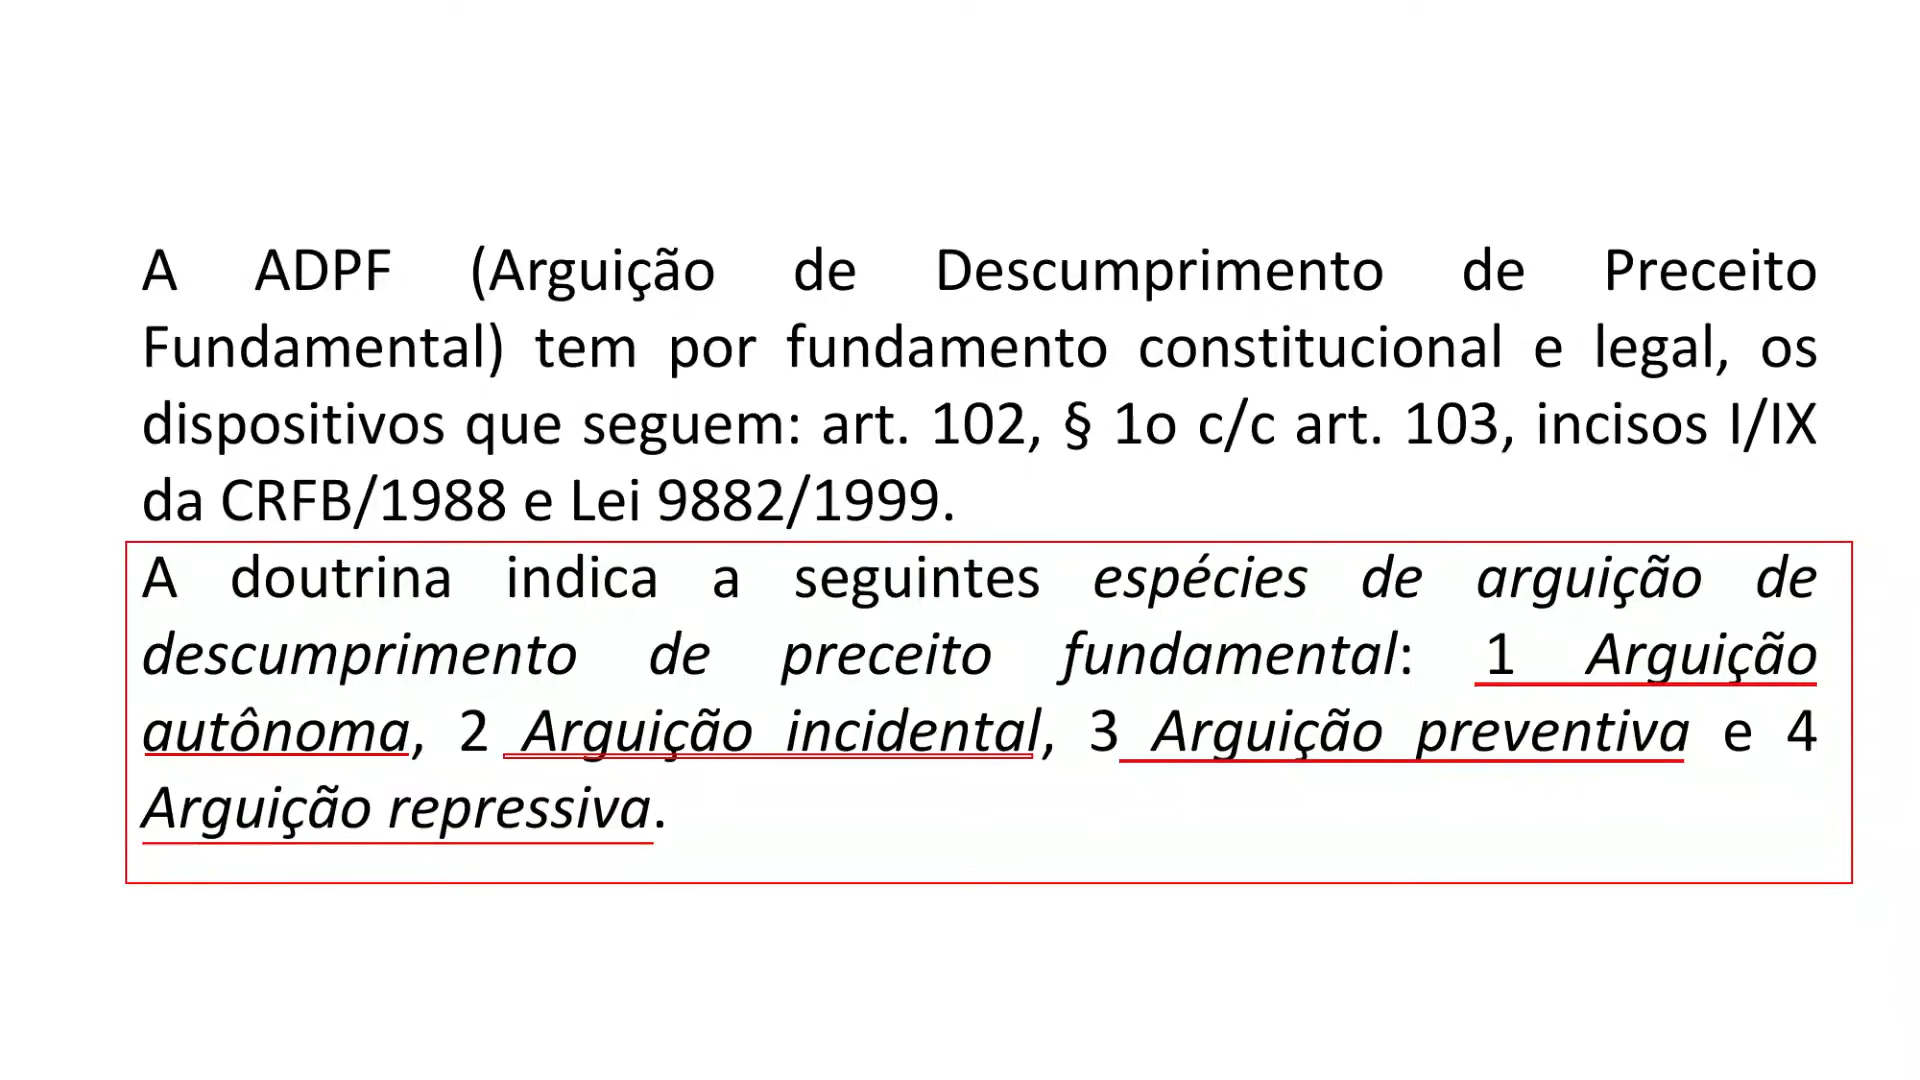 A ADPF (Arguição de Descumprimento de Preceito
Fundamental) tem por fundamento constitucional e legal, os
dispositivos que seguem: art. 102, § 1o c/c art. 103, incisos I/IX
da CRFB/1988 e Lei 9882/1999.
A doutrina indica a seguintes espécies de arguição de
descumprimento de preceito fundamental: 1 Arguição
autônoma, 2 Arguição incidental, 3 Arguição preventiva e 4
Arguição repressiva.